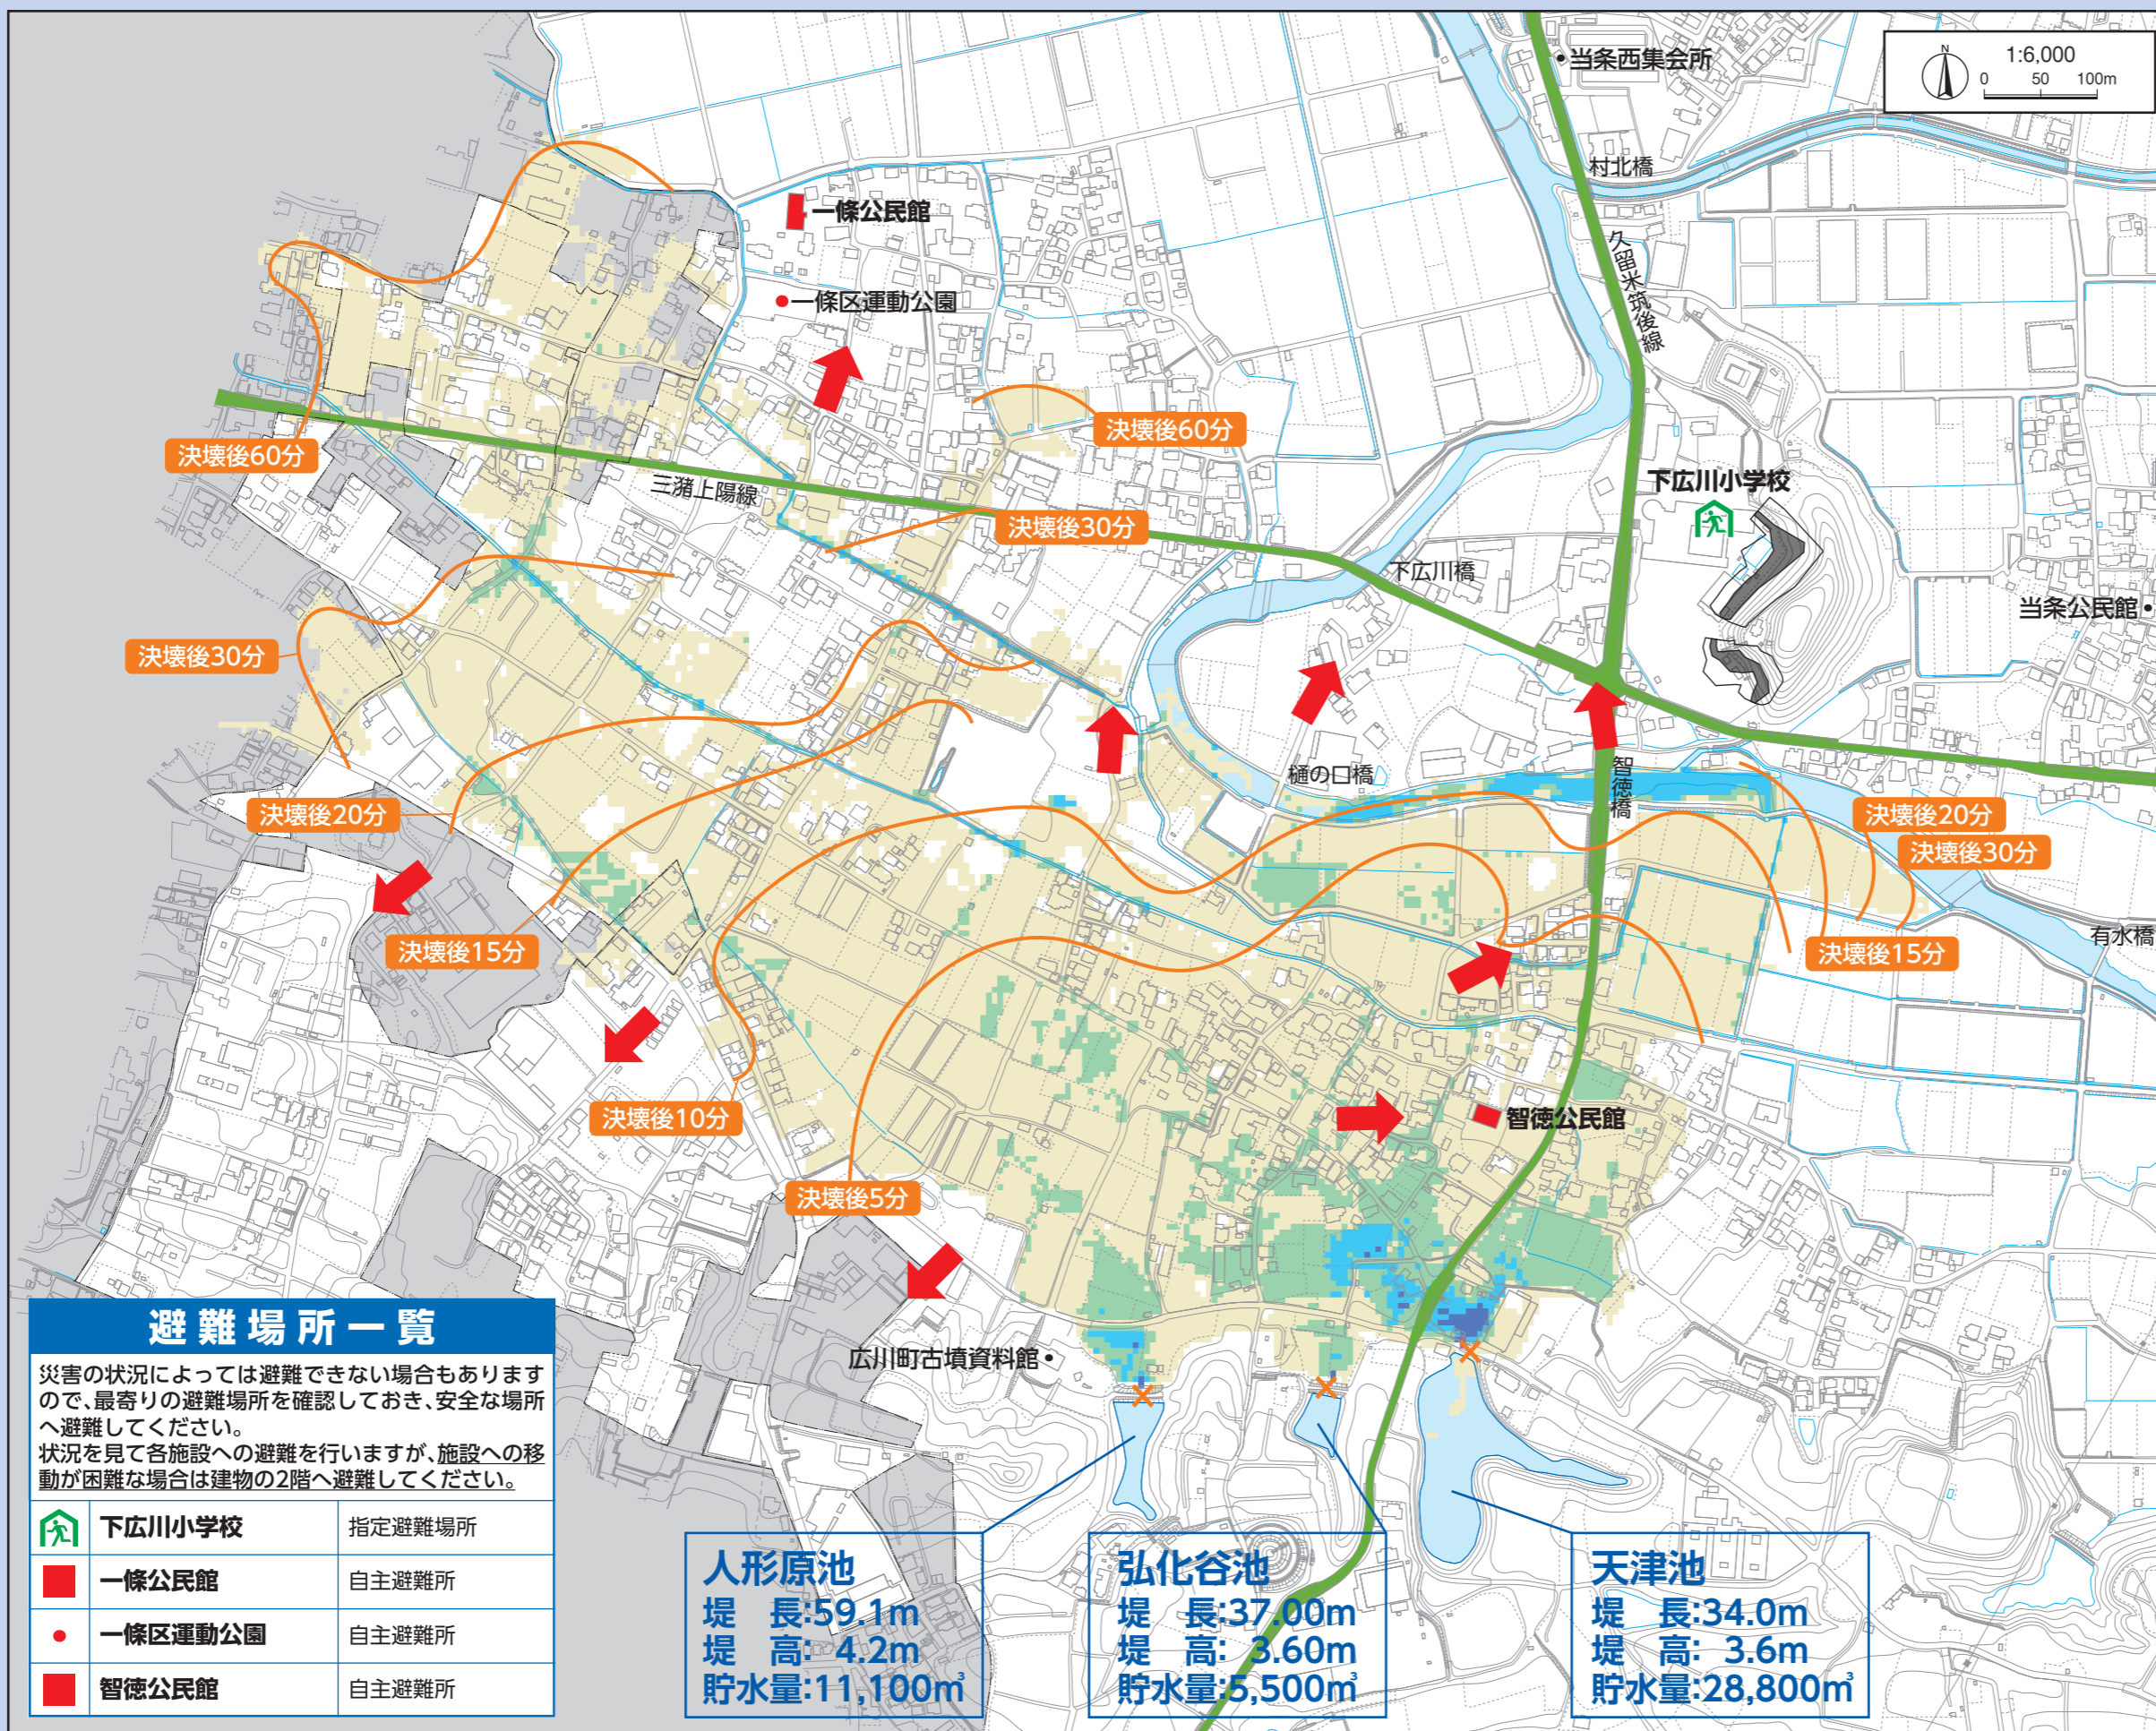 当条西集会所
N
1:6,000
0 50 100m
村北橋
一條公民館
久留米筑後線
一條区運動公園
決壊後60分
決壊後60分
三潴上陽線
下広川小学校
決壊後30分
下広川橋
当条公民館
決壊後30分
樋の口橋
智徳橋
決壊後20分
決壊後20分
決壊後30分
有水橋
決壊後15分
決壊後15分
決壊後10分
智徳公民館
決壊後5分
広川町古墳資料館
避難場所一覧
災害の状況によっては避難できない場合もあります
ので、最寄りの避難場所を確認しておき、安全な場所
へ避難してください。
状況を見て各施設への避難を行いますが、施設への移
動が困難な場合は建物の2階へ避難してください。
下広川小学校 指定避難場所
一條公民館 自主避難所
一條区運動公園 自主避難所
智徳公民館 自主避難所
人形原池
堤 長:59.1m
堤 高: 4.2m
貯水量:11,100㎥
弘化谷池
堤 長:37.00m
堤 高: 3.60m
貯水量:5,500㎥
天津池
堤 長:34.0m
堤 高: 3.6m
貯水量:28,800㎥